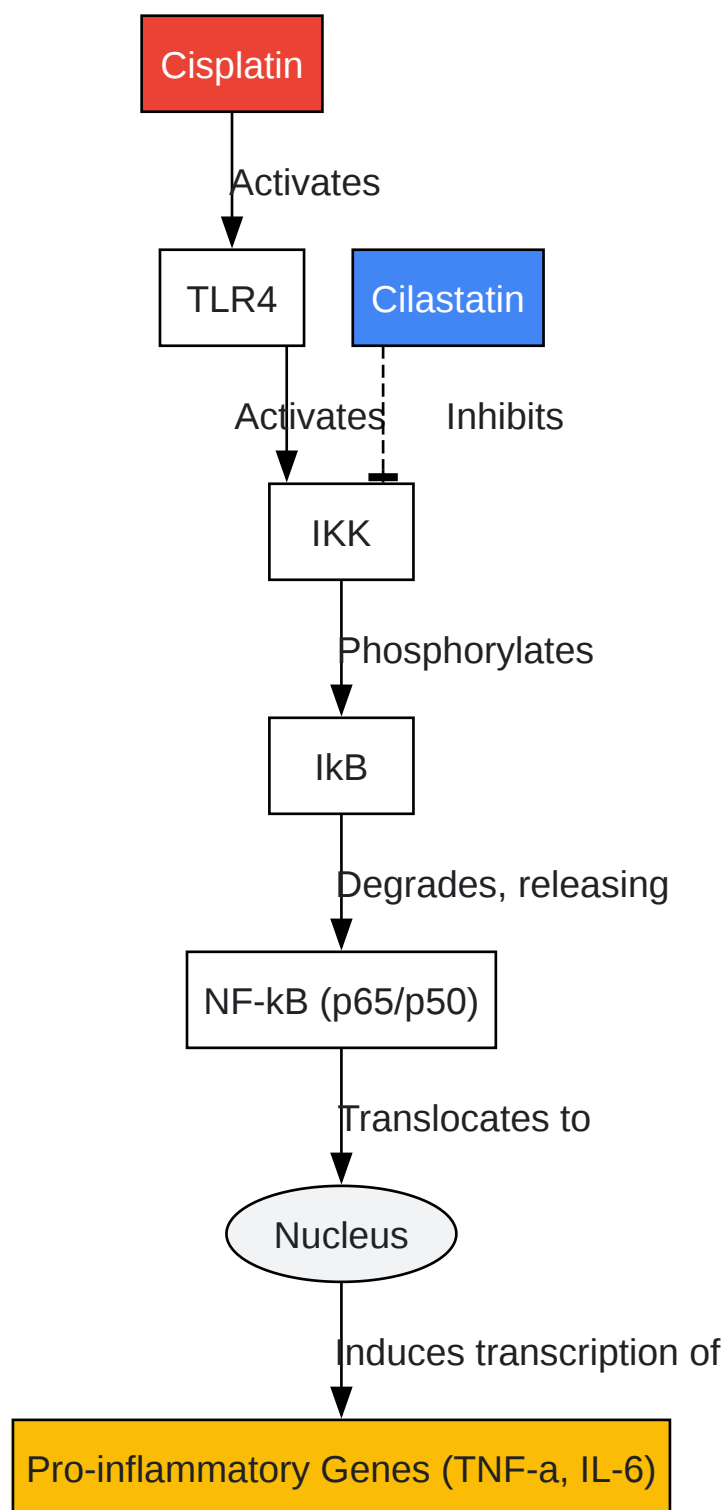 Cisplatin
Activates
TLR4
Cilastatin
Activates
Inhibits
IKK
Phosphorylates
IkB
Degrades, releasing
NF-kB (p65/p50)
Translocates to
Nucleus
Induces transcription of
Pro-inflammatory Genes (TNF-a, IL-6)